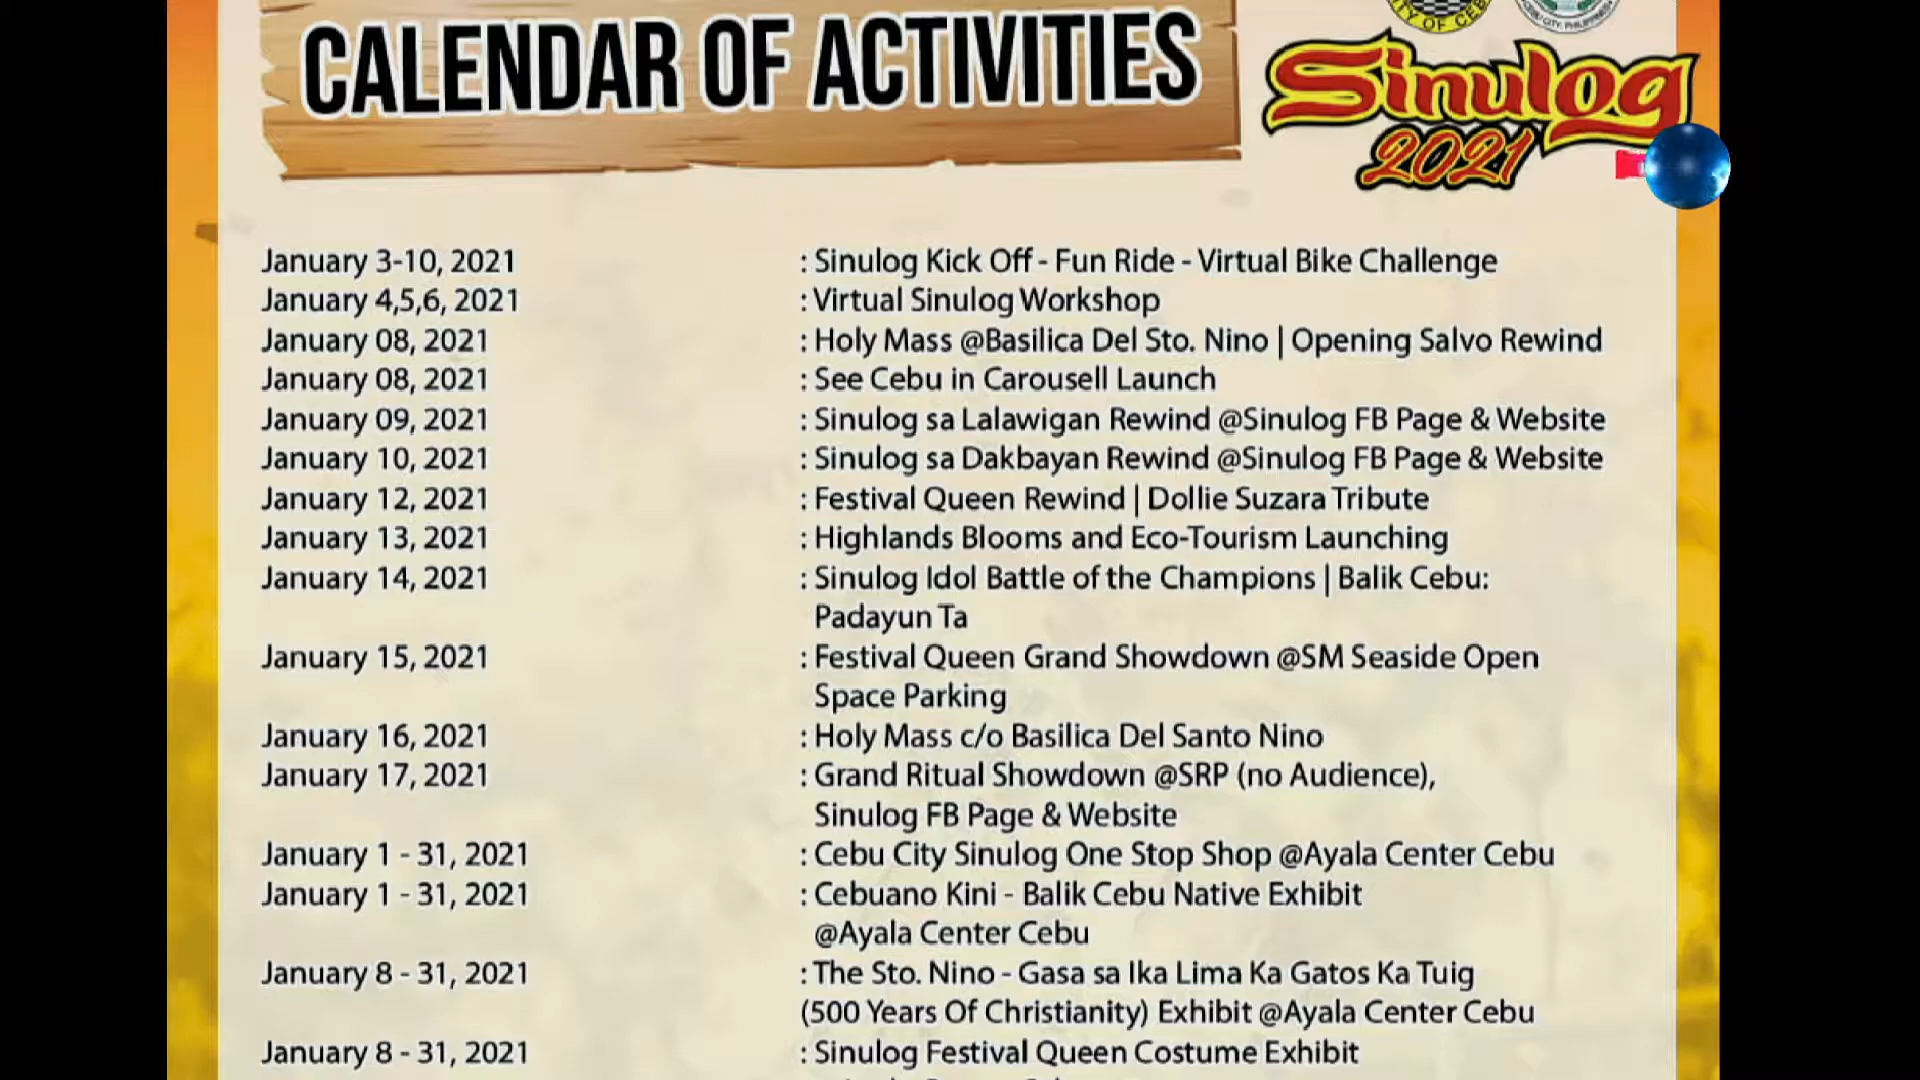 CALENDAR OF ACTIVITIES
CITY OF CEBU
CEBU CITY, PHILIPPINES
Sinulog
2021
January 3-10, 2021 : Sinulog Kick Off - Fun Ride - Virtual Bike Challenge
January 4,5,6, 2021 : Virtual Sinulog Workshop
January 08, 2021 : Holy Mass @Basilica Del Sto. Nino | Opening Salvo Rewind
January 08, 2021 : See Cebu in Carousell Launch
January 09, 2021 : Sinulog sa Lalawigan Rewind @Sinulog FB Page & Website
January 10, 2021 : Sinulog sa Dakbayan Rewind @Sinulog FB Page & Website
January 12, 2021 : Festival Queen Rewind | Dollie Suzara Tribute
January 13, 2021 : Highlands Blooms and Eco-Tourism Launching
January 14, 2021 : Sinulog Idol Battle of the Champions | Balik Cebu:
Padayun Ta
January 15, 2021 : Festival Queen Grand Showdown @SM Seaside Open
Space Parking
January 16, 2021 : Holy Mass c/o Basilica Del Santo Nino
January 17, 2021 : Grand Ritual Showdown @SRP (no Audience),
Sinulog FB Page & Website
January 1 - 31, 2021 : Cebu City Sinulog One Stop Shop @Ayala Center Cebu
January 1 - 31, 2021 : Cebuano Kini - Balik Cebu Native Exhibit
@Ayala Center Cebu
January 8 - 31, 2021 : The Sto. Nino - Gasa sa Ika Lima Ka Gatos Ka Tuig
(500 Years Of Christianity) Exhibit @Ayala Center Cebu
January 8 - 31, 2021 : Sinulog Festival Queen Costume Exhibit